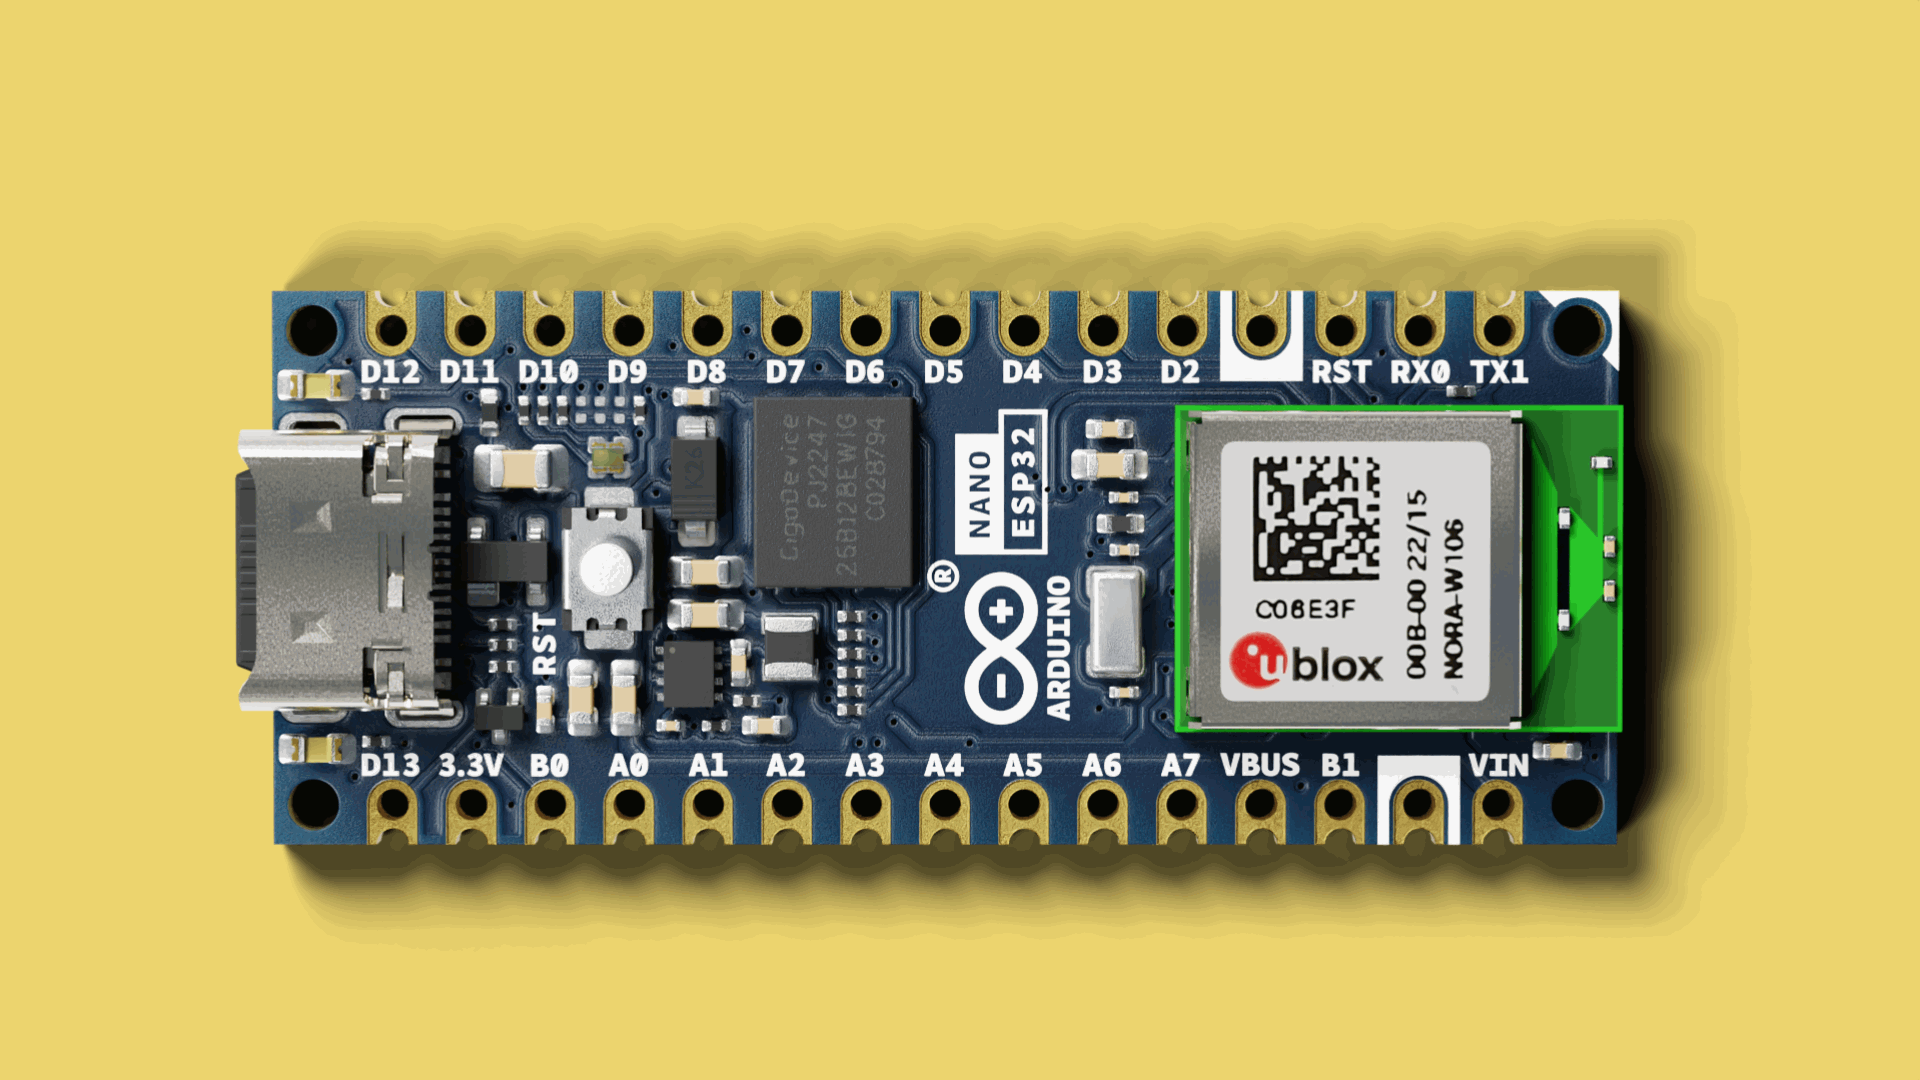 D12 D11 D10 D9 D8 D7 D6 D5 D4 D3 D2 RST RX0 TX1
K26
GigaDevice
PJ2247
25B12BEWIG
C028794
NANO
ESP32
®
ARDUINO
RST
C06E3F
ublox
00B-00 22/15
NORA-W106
D13 3.3V B0 A0 A1 A2 A3 A4 A5 A6 A7 VBUS B1 VIN